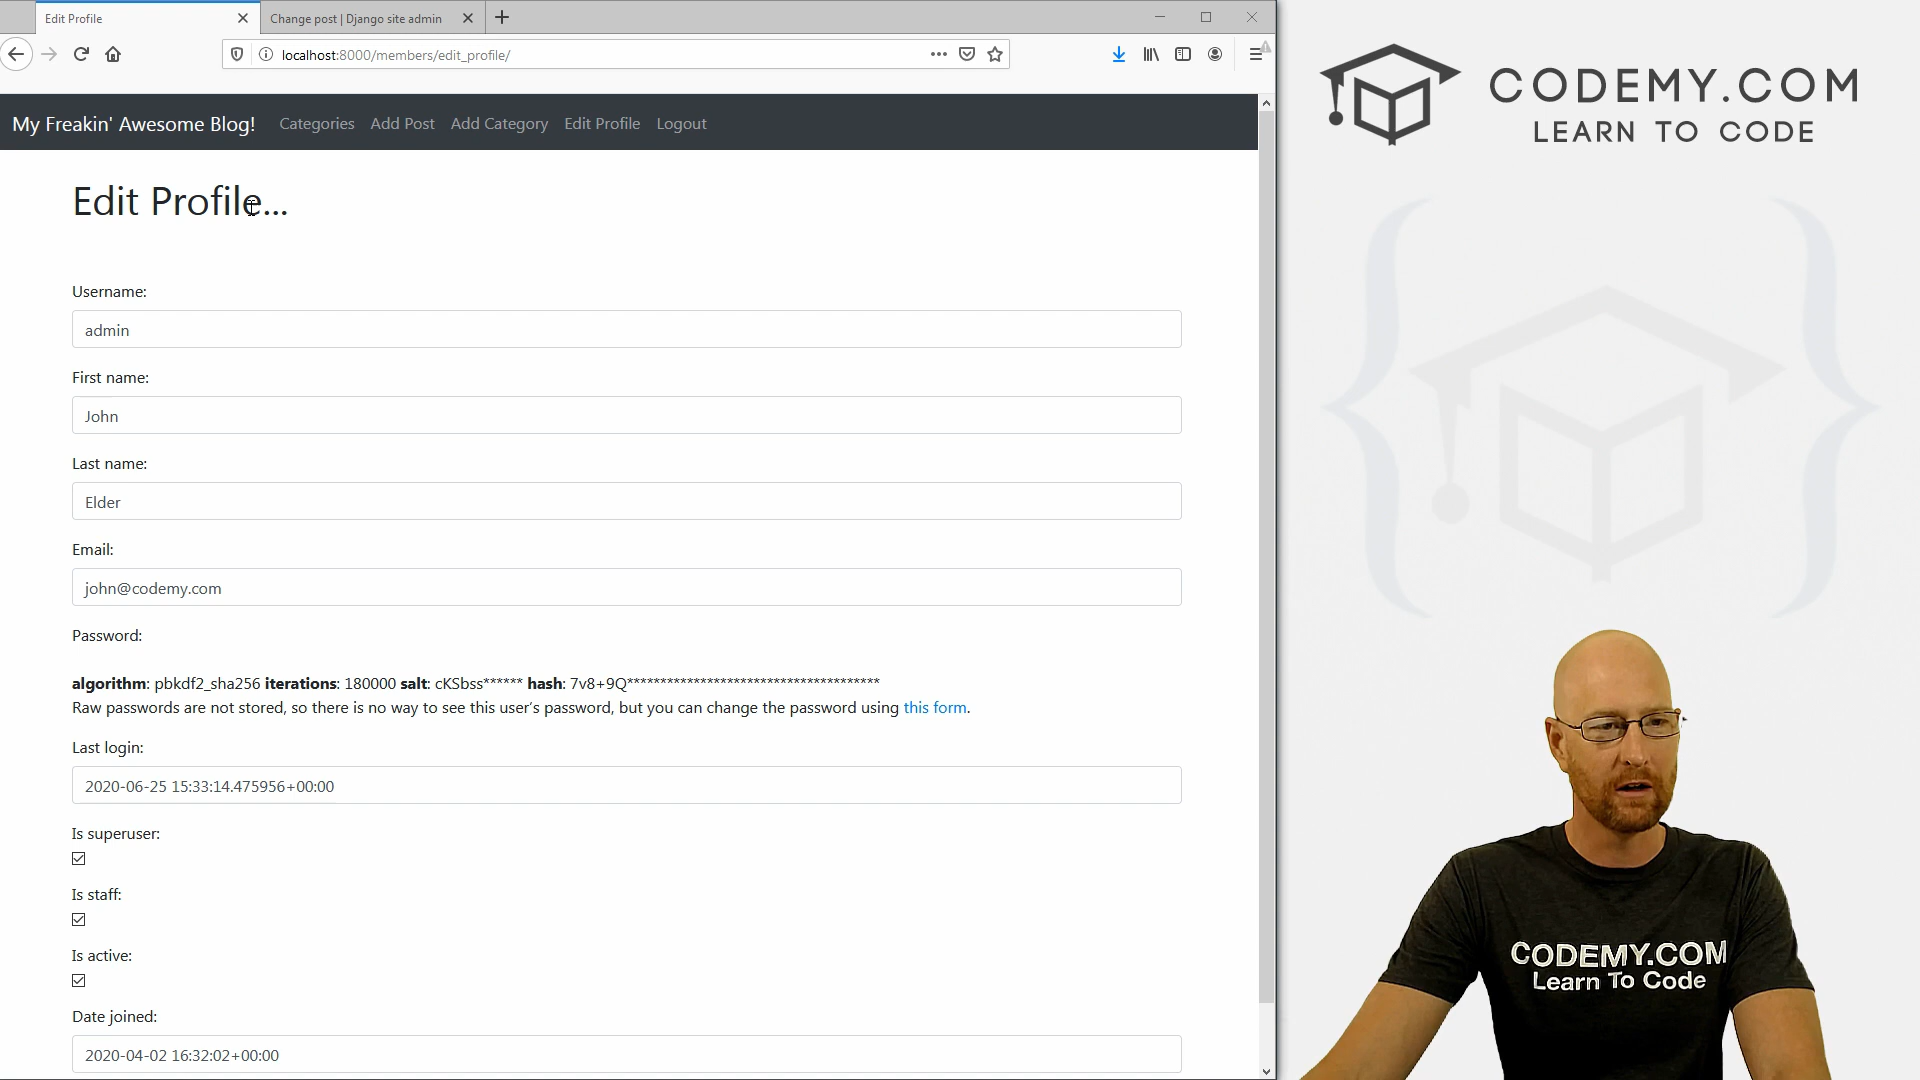 Edit Profile
Change post | Django site admin
localhost:8000/members/edit_profile/
My Freakin' Awesome Blog!
Categories
Add Post
Add Category
Edit Profile
Logout
Edit Profile...
Username:
admin
First name:
John
Last name:
Elder
Email:
john@codemy.com
Password:
algorithm: pbkdf2_sha256 iterations: 180000 salt: cKSbss****** hash: 7v8+9Q**************************************
Raw passwords are not stored, so there is no way to see this user's password, but you can change the password using this form.
Last login:
2020-06-25 15:33:14.475956+00:00
Is superuser:
Is staff:
Is active:
Date joined:
2020-04-02 16:32:02+00:00
CODEMY.COM
LEARN TO CODE
CODEMY.COM
Learn To Code